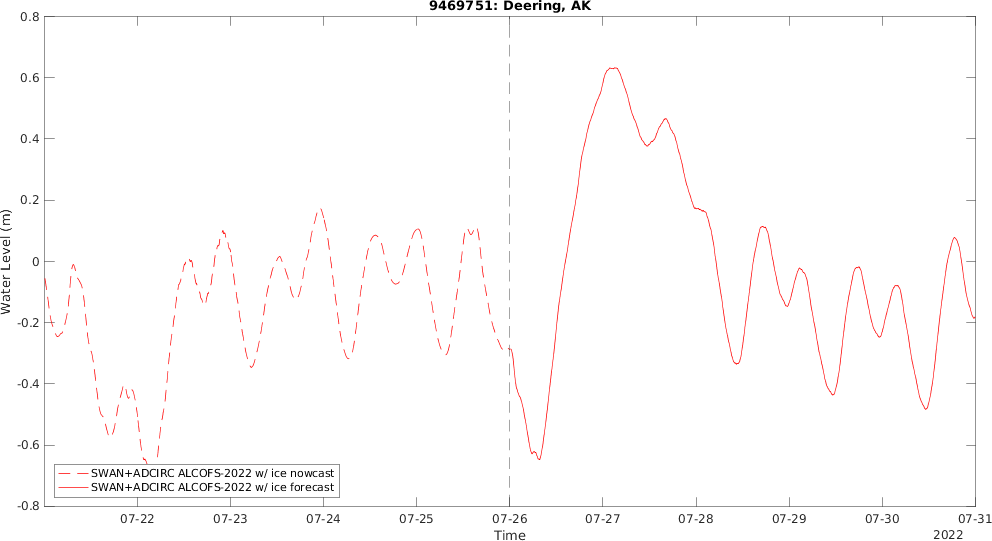 9469751: Deering, AK
Water Level (m)
0.8
0.6
0.4
0.2
0
-0.2
-0.4
-0.6
-0.8
SWAN+ADCIRC ALCOFS-2022 w/ ice nowcast
SWAN+ADCIRC ALCOFS-2022 w/ ice forecast
07-22 07-23 07-24 07-25 07-26 07-27 07-28 07-29 07-30 07-31
Time
2022